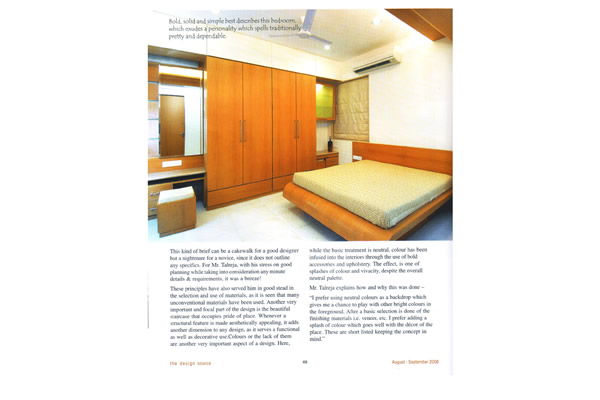 Bold, solid and simple best describes this bedroom,
which exudes a personality which spells traditionally
pretty and dependable.
This kind of brief can be a cakewalk for a good designer
but a nightmare for a novice, since it does not outline
any specifics. For Mr. Talreja, with his stress on good
planning while taking into consideration any minute
details & requirements, it was a breeze!
These principles have also served him in good stead in
the selection and use of materials, as it is seen that many
unconventional materials have been used. Another very
important and focal part of the design is the beautiful
staircase that occupies pride of place. Whenever a
structural feature is made aesthetically appealing, it adds
another dimension to any design, as it serves a functional
as well as decorative use.Colours or the lack of them
are another very important aspect of a design. Here,
while the basic treatment is neutral, colour has been
infused into the interiors through the use of bold
accessories and upholstery. The effect, is one of
splashes of colour and vivacity, despite the overall
neutral palette.
Mr. Talreja explains how and why this was done –
“I prefer using neutral colours as a backdrop which
gives me a chance to play with other bright colours in
the foreground. After a basic selection is done of the
finishing materials i.e. veneer, etc. I prefer adding a
splash of colour which goes well with the décor of the
place. These are short listed keeping the concept in
mind.”
the design source
48
August - September 2008